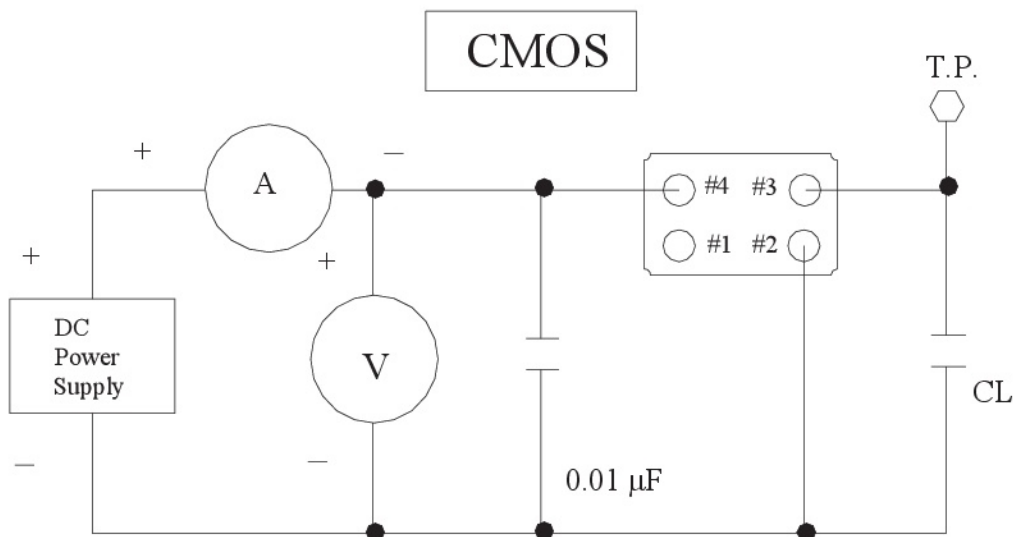 CMOS
T.P.
+
−
A
#4 #3
+
+
#1 #2
DC
Power
Supply
V
CL
−
−
0.01 µF